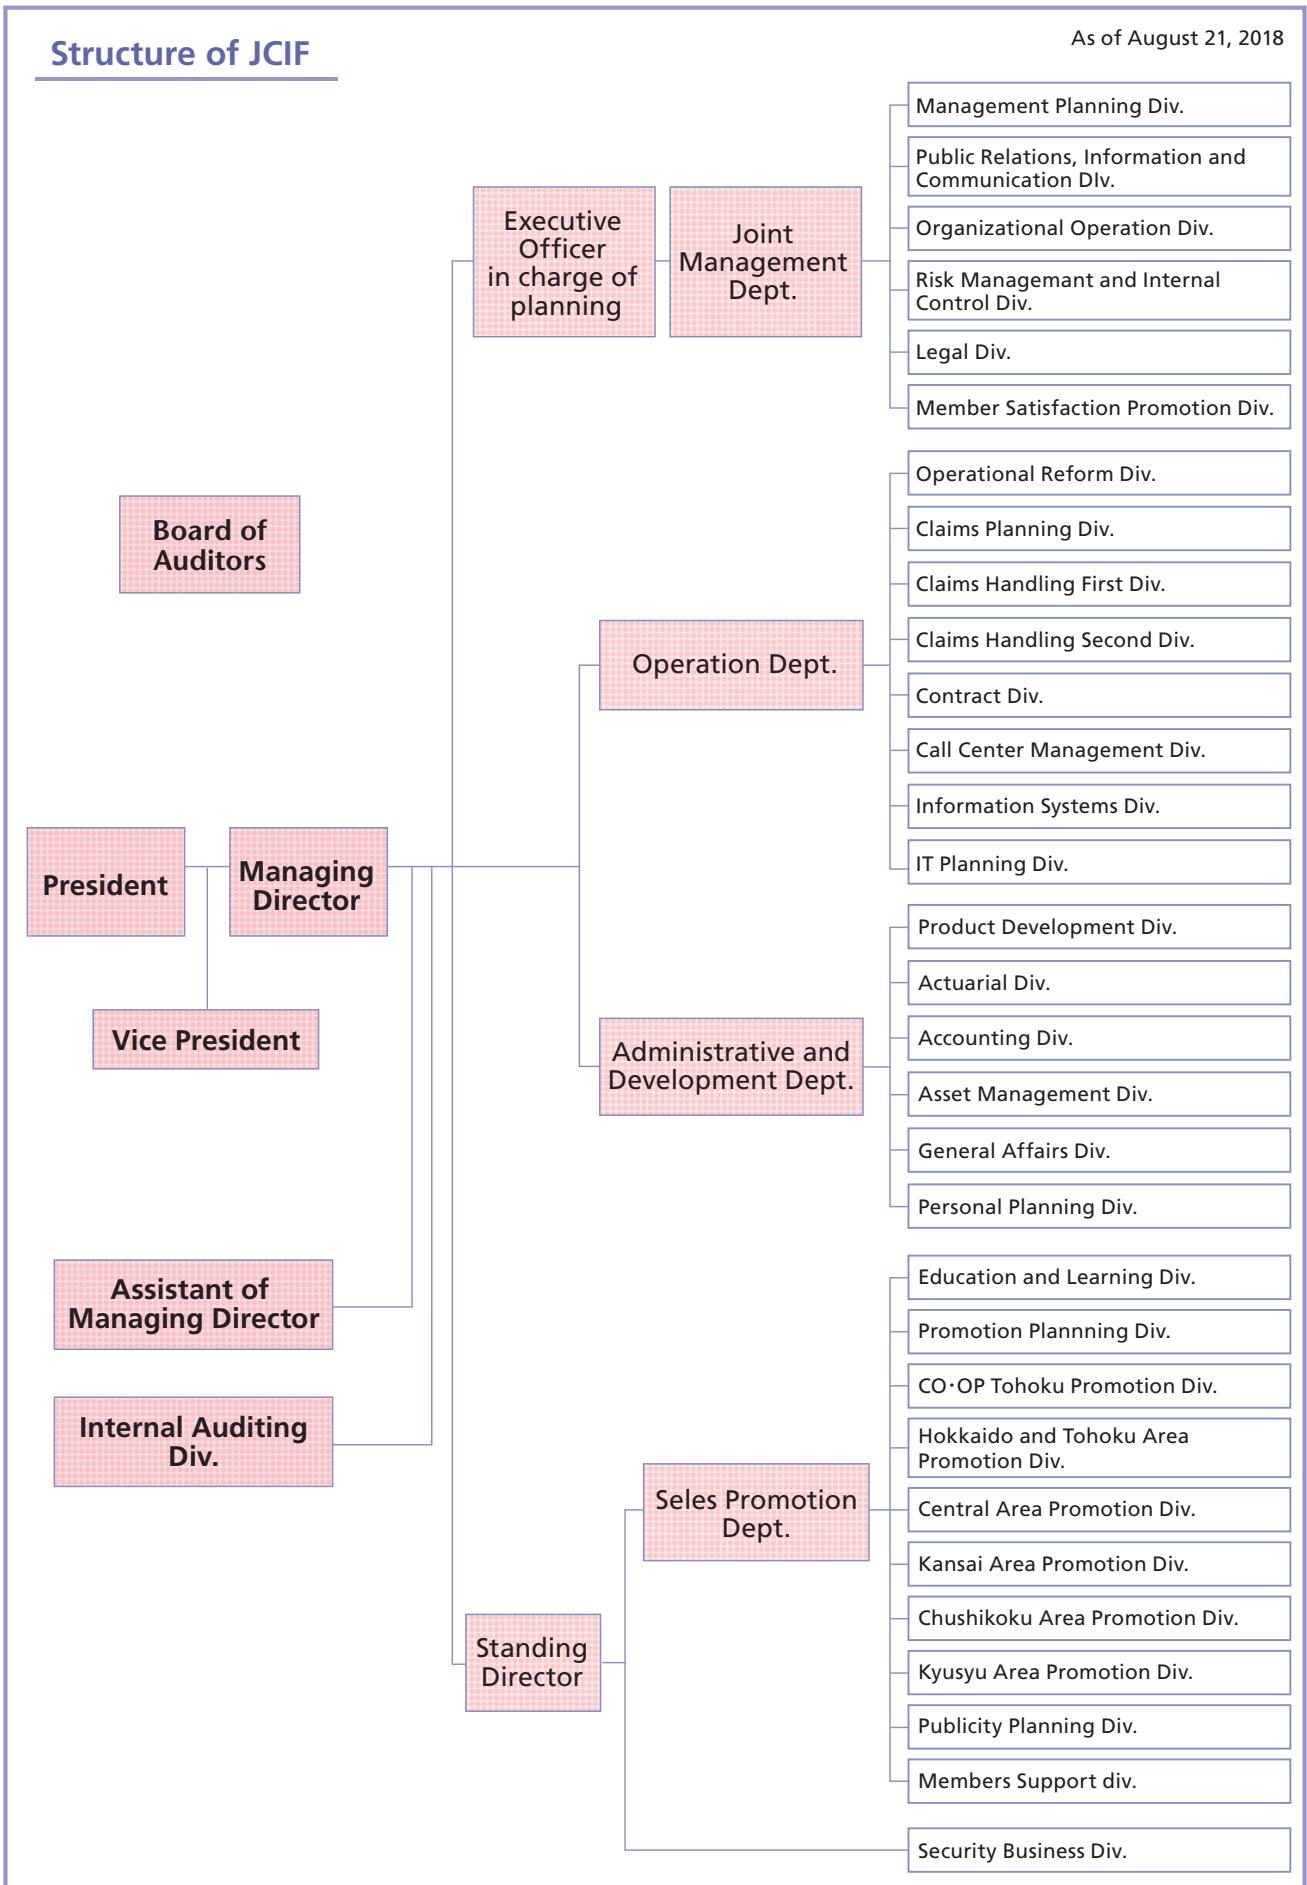 Structure of JCIF
As of August 21, 2018
Management Planning Div.
Public Relations, Information and
Communication DIv.
Organizational Operation Div.
Risk Managemant and Internal
Control Div.
Legal Div.
Member Satisfaction Promotion Div.
Executive
Officer
in charge of
planning
Joint
Management
Dept.
Board of
Auditors
Operational Reform Div.
Claims Planning Div.
Claims Handling First Div.
Claims Handling Second Div.
Contract Div.
Call Center Management Div.
Information Systems Div.
IT Planning Div.
Operation Dept.
President
Managing
Director
Vice President
Product Development Div.
Actuarial Div.
Accounting Div.
Asset Management Div.
General Affairs Div.
Personal Planning Div.
Administrative and
Development Dept.
Assistant of
Managing Director
Internal Auditing
Div.
Education and Learning Div.
Promotion Plannning Div.
CO・OP Tohoku Promotion Div.
Hokkaido and Tohoku Area
Promotion Div.
Central Area Promotion Div.
Kansai Area Promotion Div.
Chushikoku Area Promotion Div.
Kyusyu Area Promotion Div.
Publicity Planning Div.
Members Support div.
Seles Promotion
Dept.
Standing
Director
Security Business Div.